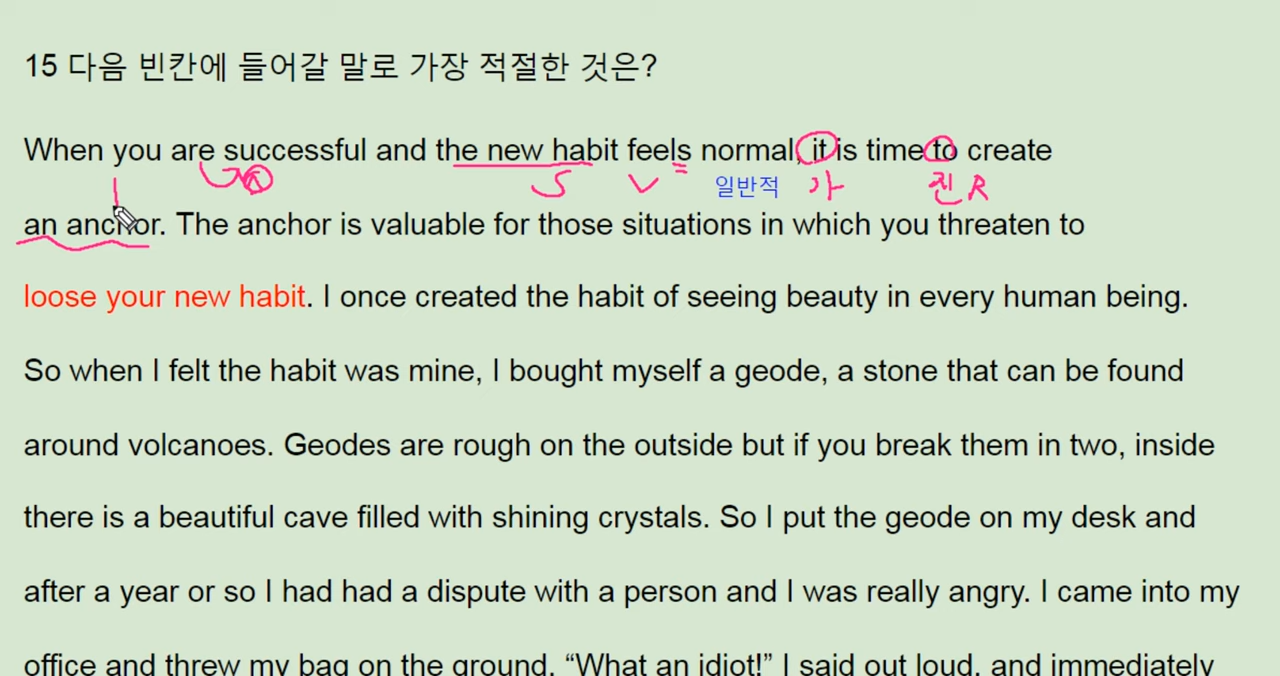 15 다음 빈칸에 들어갈 말로 가장 적절한 것은?
When you are successful and the new habit feels normal, it is time to create
S V 일반적 가 진 R
an anchor. The anchor is valuable for those situations in which you threaten to
loose your new habit. I once created the habit of seeing beauty in every human being.
So when I felt the habit was mine, I bought myself a geode, a stone that can be found
around volcanoes. Geodes are rough on the outside but if you break them in two, inside
there is a beautiful cave filled with shining crystals. So I put the geode on my desk and
after a year or so I had had a dispute with a person and I was really angry. I came into my
office and threw my bag on the ground. “What an idiot!” I said out loud, and immediately